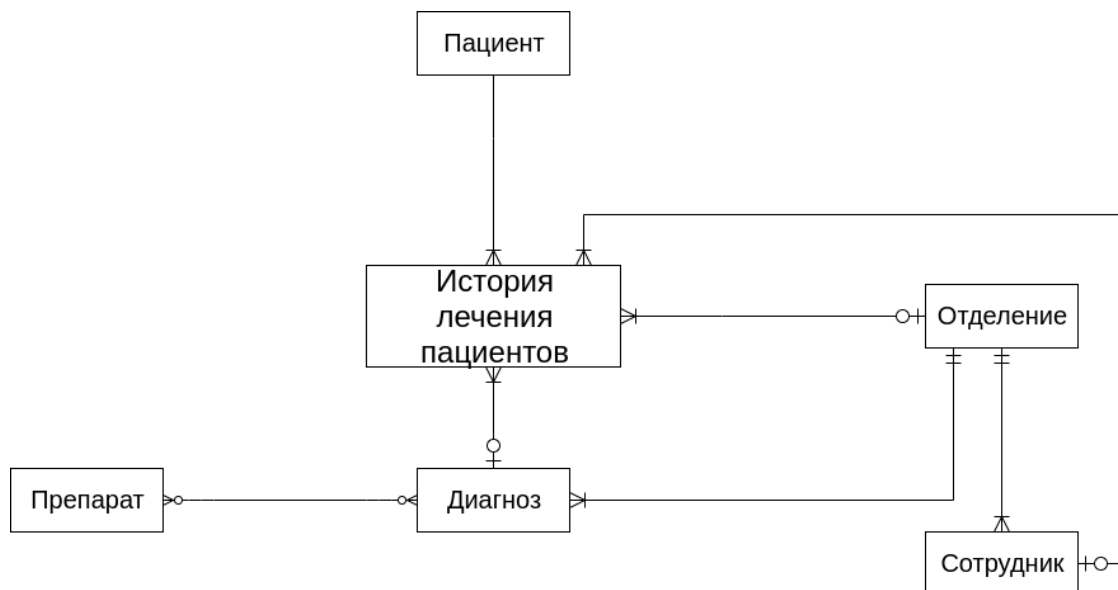 Пациент
История
лечения
пациентов
Отделение
Препарат
Диагноз
Сотрудник